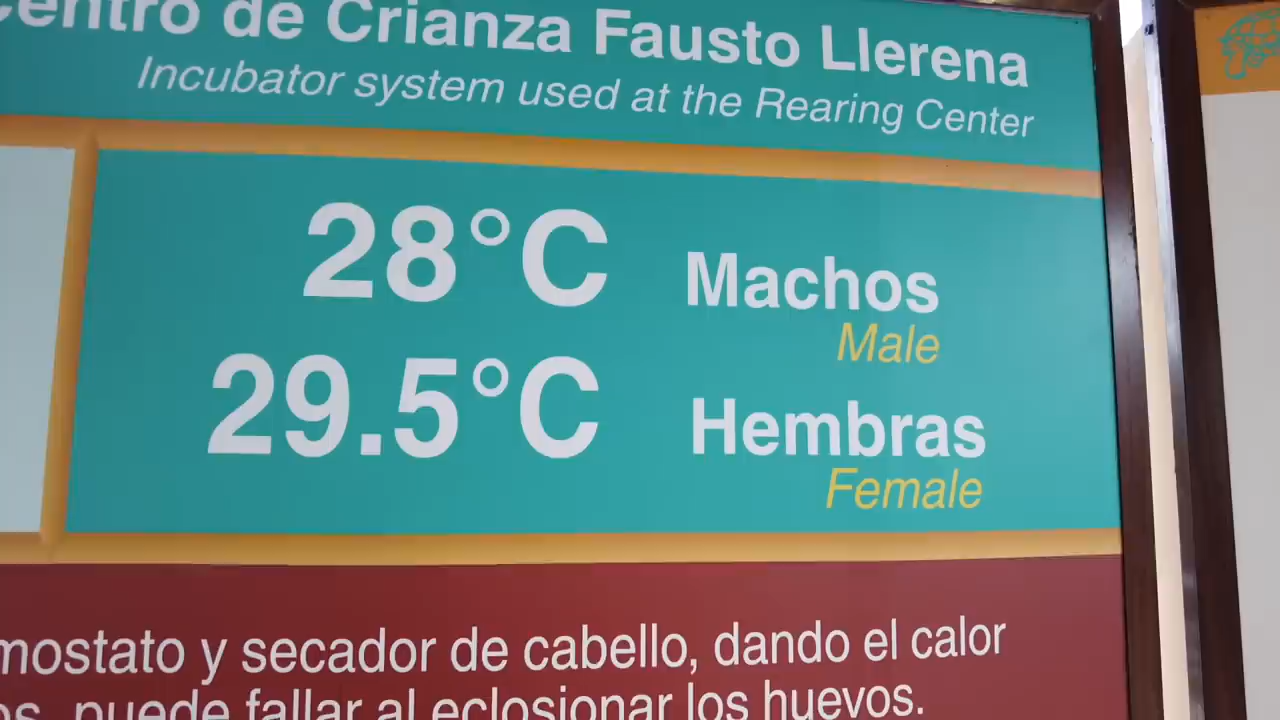 Centro de Crianza Fausto Llerena
Incubator system used at the Rearing Center
28°C Machos
Male
29.5°C Hembras
Female
y secador de cabello, dando el calor
puede fallar al eclosionar los huevos.